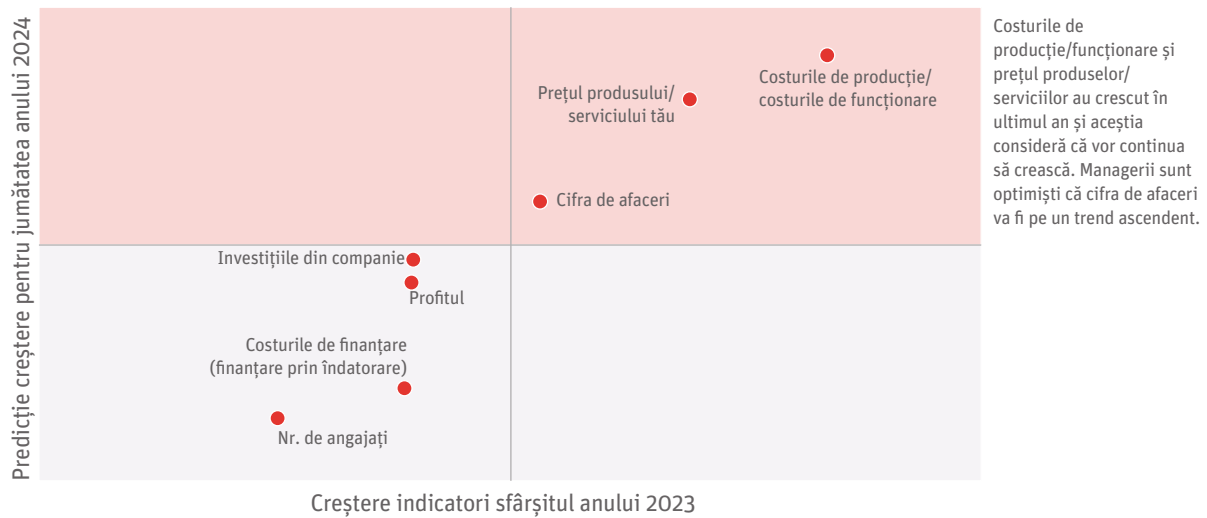 Predicție creștere pentru jumătatea anului 2024
Costurile de producție/
costurile de funcționare
Prețul produsului/
serviciului tău
Cifra de afaceri
Investițiile din companie
Profitul
Costurile de finanțare
(finanțare prin îndatorare)
Nr. de angajați
Creștere indicatori sfârșitul anului 2023
Costurile de
producție/funcționare și
prețul produselor/
serviciilor au crescut în
ultimul an și aceștia
consideră că vor continua
să crească. Managerii sunt
optimiști că cifra de afaceri
va fi pe un trend ascendent.